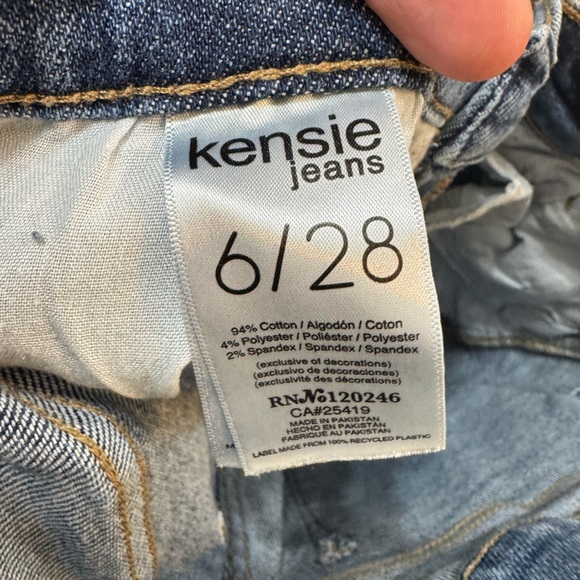 kensie
jeans
6/28
94% Cotton / Algodón / Coton
4% Polyester / Poliéster / Polyester
2% Spandex / Spandex / Spandex
(exclusive of decorations)
(exclusivo de decoraciones)
(exclusivité des décorations)
RN№120246
CA#25419
MADE IN PAKISTAN
HECHO EN PAKISTÁN
FABRIQUÉ AU PAKISTAN
LABEL MADE FROM 100% RECYCLED PLASTIC